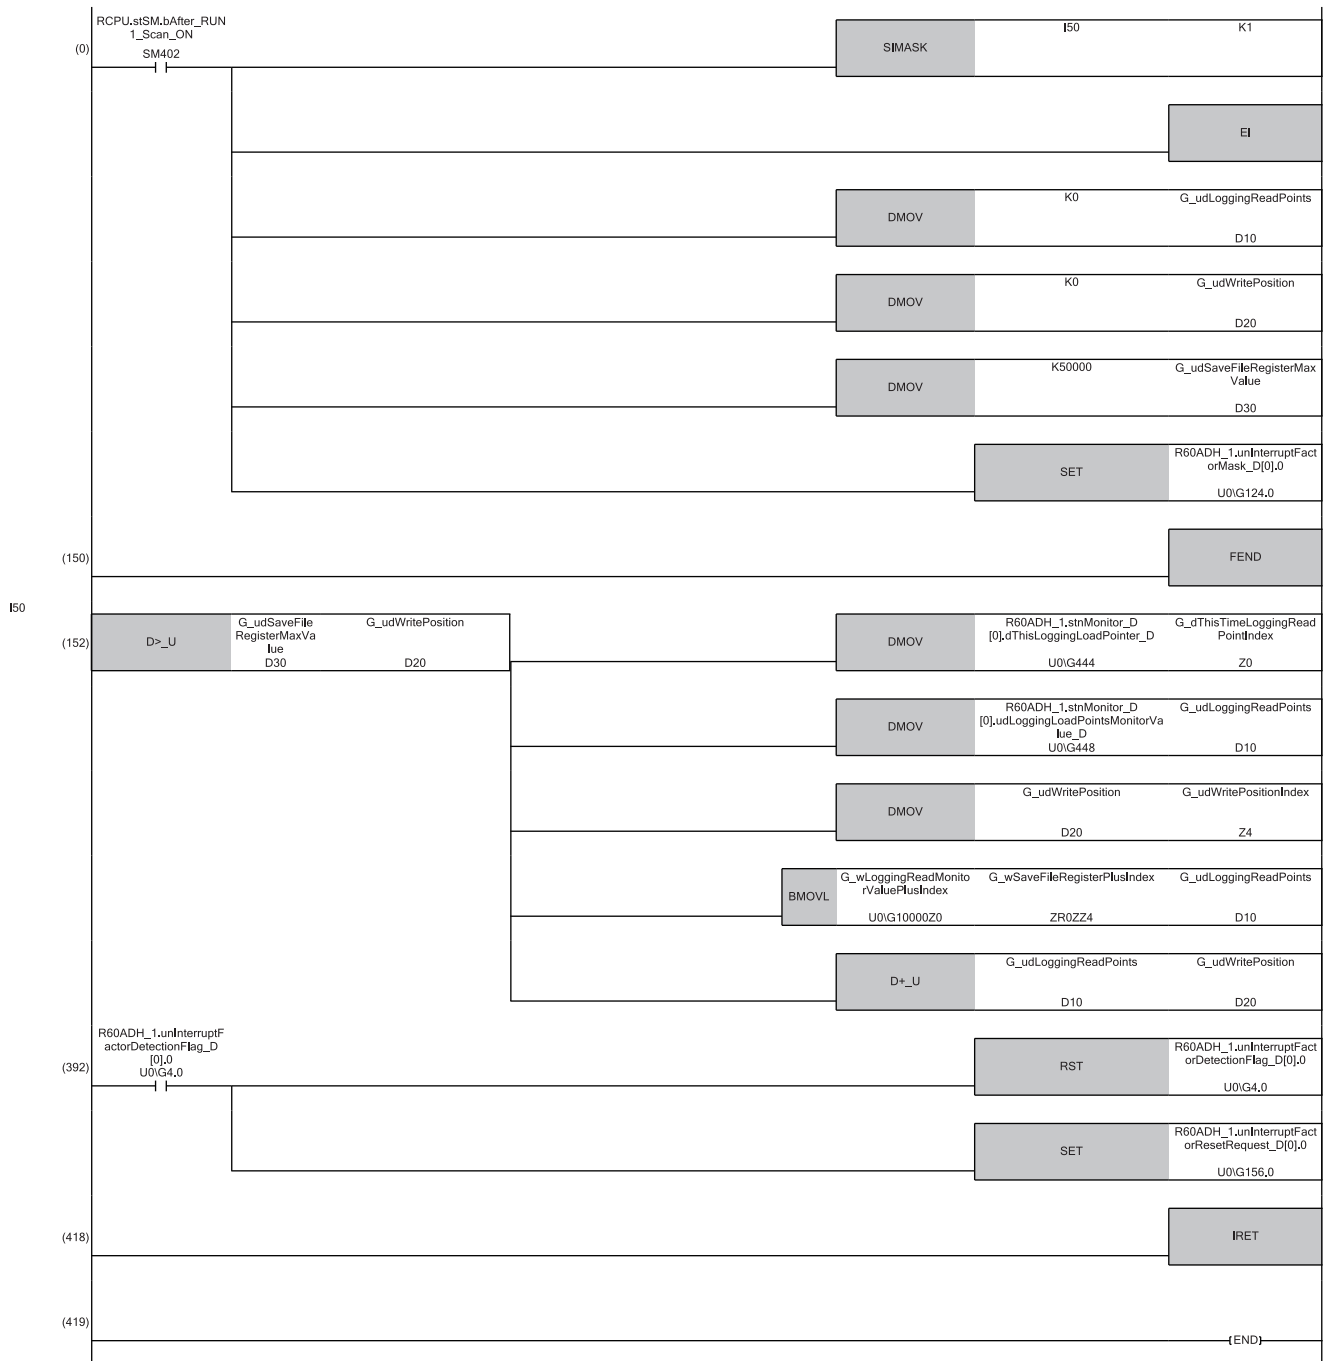 RCPU.stSM.bAfter_RUN
1_Scan_ON
(0)
SM402
SIMASK
I50
K1
EI
DMOV
K0
G_udLoggingReadPoints
D10
DMOV
K0
G_udWritePosition
D20
DMOV
K50000
G_udSaveFileRegisterMax
Value
D30
SET
R60ADH_1.unInterruptFact
orMask_D[0].0
U0\G124.0
(150)
FEND
I50
(152)
D>_U
G_udSaveFile
RegisterMaxVa
lue
D30
G_udWritePosition
D20
DMOV
R60ADH_1.stnMonitor_D
[0].dThisLoggingLoadPointer_D
U0\G444
G_dThisTimeLoggingRead
PointIndex
Z0
DMOV
R60ADH_1.stnMonitor_D
[0].udLoggingLoadPointsMonitorVa
lue_D
U0\G448
G_udLoggingReadPoints
D10
DMOV
G_udWritePosition
D20
G_udWritePositionIndex
Z4
BMOVL
G_wLoggingReadMonito
rValuePlusIndex
U0\G10000Z0
G_wSaveFileRegisterPlusIndex
ZR0ZZ4
G_udLoggingReadPoints
D10
D+_U
G_udLoggingReadPoints
D10
G_udWritePosition
D20
R60ADH_1.unInterruptF
actorDetectionFlag_D
[0].0
(392)
U0\G4.0
RST
R60ADH_1.unInterruptFact
orDetectionFlag_D[0].0
U0\G4.0
SET
R60ADH_1.unInterruptFact
orResetRequest_D[0].0
U0\G156.0
(418)
IRET
(419)
{END}